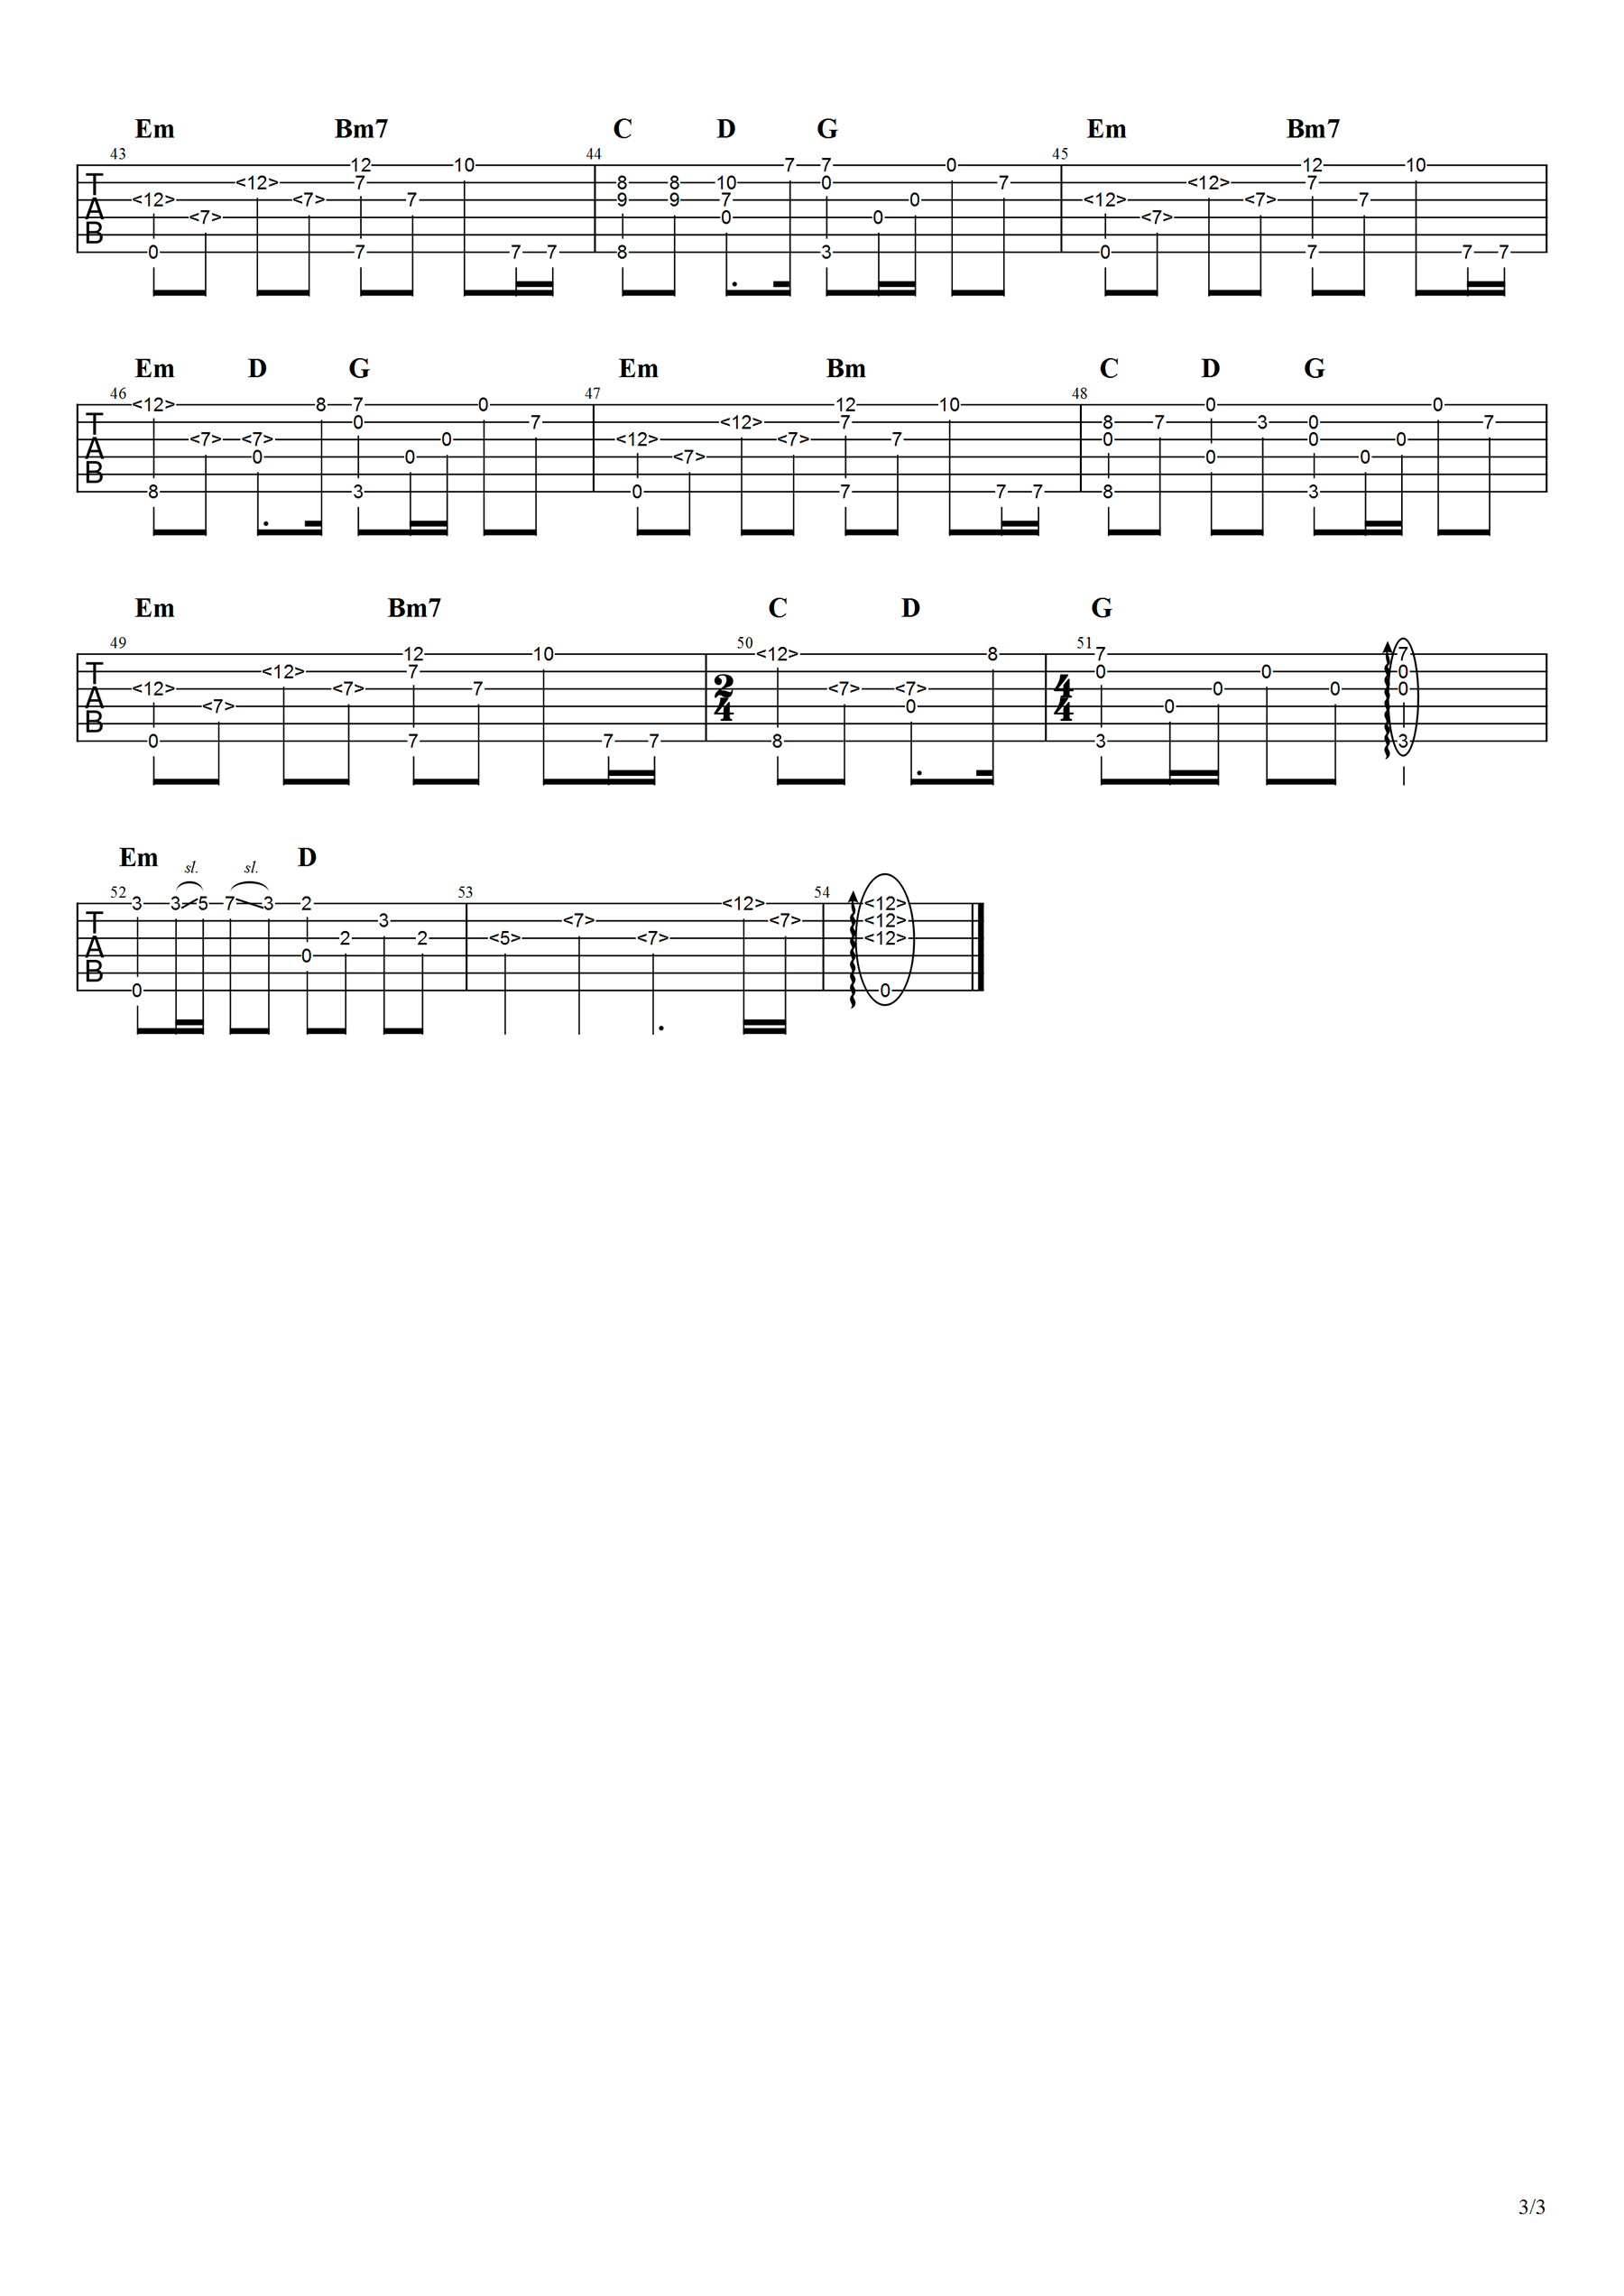 Em Bm7 C D G Em Bm7
43 44 45
12 10 7 7 0 12 10
<12> 7 8 8 10 0 7 <12> 7
T <12> <7> 7 9 9 7 0 <12> <7> 7
A <7> 0 0 <7>
B
0 7 7 7 8 3 0 7 7 7
Em D G Em Bm C D G
46 47 48
<12> 8 7 0 12 10 0 0
0 7 <12> 7 8 7 3 0 7
T <7> <7> 0 <12> <7> 7 0 0 0
A 0 0 <7> 0 0
B
8 3 0 7 7 7 8 3
Em Bm7 C D G
49 50 51
12 10 <12> 8 7 7
<12> 7 0 0 0
T <12> <7> 7 2 <7> <7> 4 0 0 0
A <7> 4 0 4 0
B
0 7 7 7 8 3 3
Em D
sl. sl.
52 53 54
3 3 5 7 3 2 <12> <12>
3 <7> <7> <12>
T 2 2 <5> <7> <12>
A 0
B
0 0
3/3